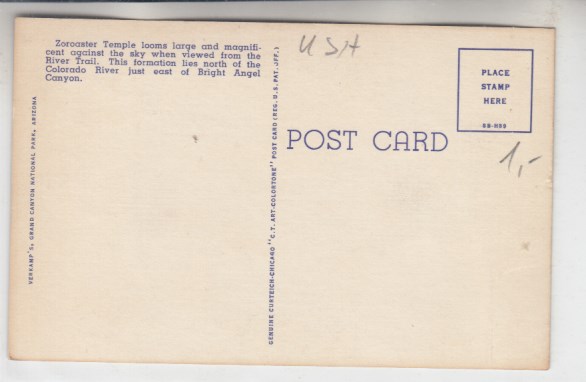 Zoroaster Temple looms large and magnifi-
cent against the sky when viewed from the
River Trail. This formation lies north of the
Colorado River just east of Bright Angel
Canyon.
VERKAMP'S, GRAND CANYON NATIONAL PARK, ARIZONA
GENUINE CURTEICH-CHICAGO "C.T. ART-COLORTONE" POST CARD (REG. U.S. PAT. OFF.)
USA
POST CARD
PLACE
STAMP
HERE
1,-